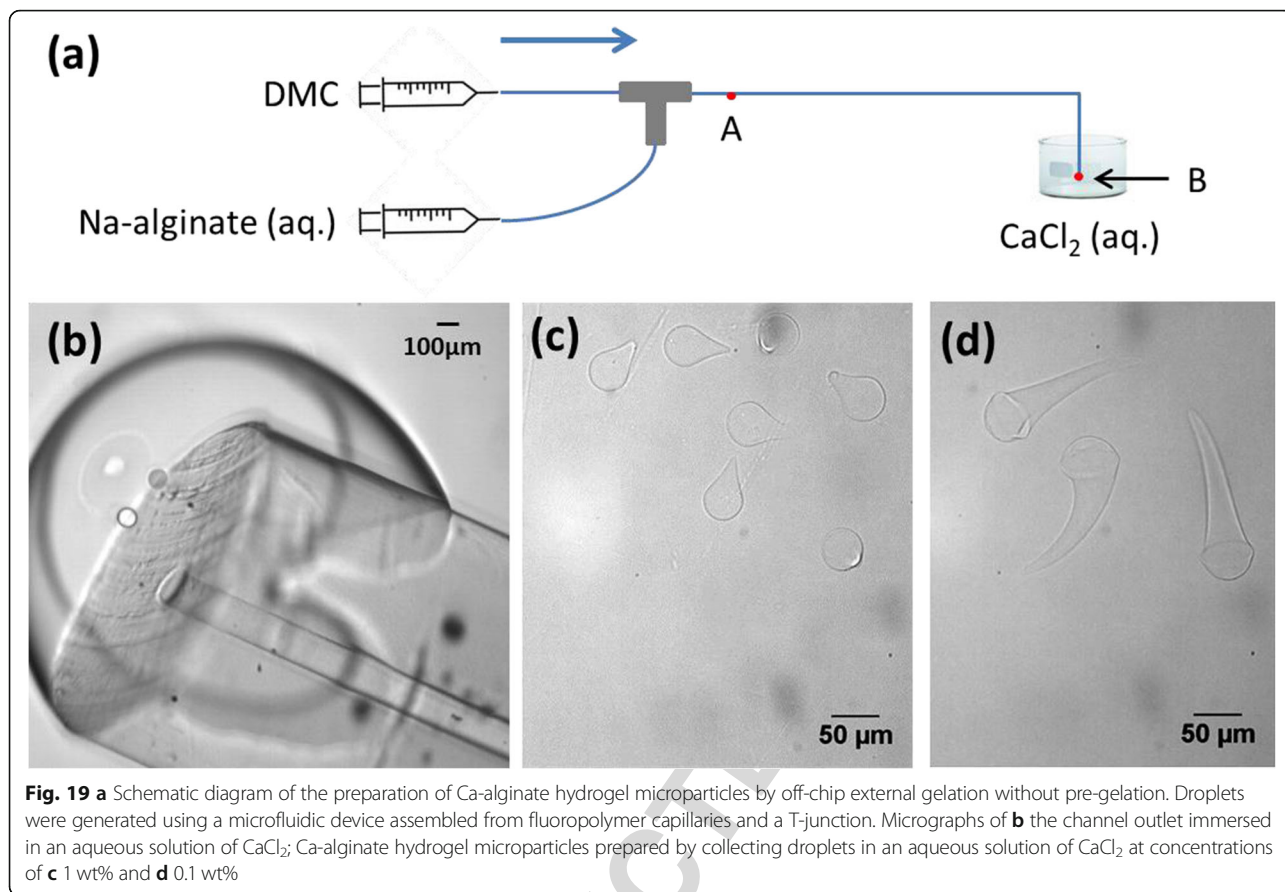 (a)
DMC
A
B
Na-alginate (aq.)
CaCl₂ (aq.)
(b)
100µm
(c)
50 µm
(d)
50 µm
Fig. 19 a Schematic diagram of the preparation of Ca-alginate hydrogel microparticles by off-chip external gelation without pre-gelation. Droplets
were generated using a microfluidic device assembled from fluoropolymer capillaries and a T-junction. Micrographs of b the channel outlet immersed
in an aqueous solution of CaCl₂; Ca-alginate hydrogel microparticles prepared by collecting droplets in an aqueous solution of CaCl₂ at concentrations
of c 1 wt% and d 0.1 wt%